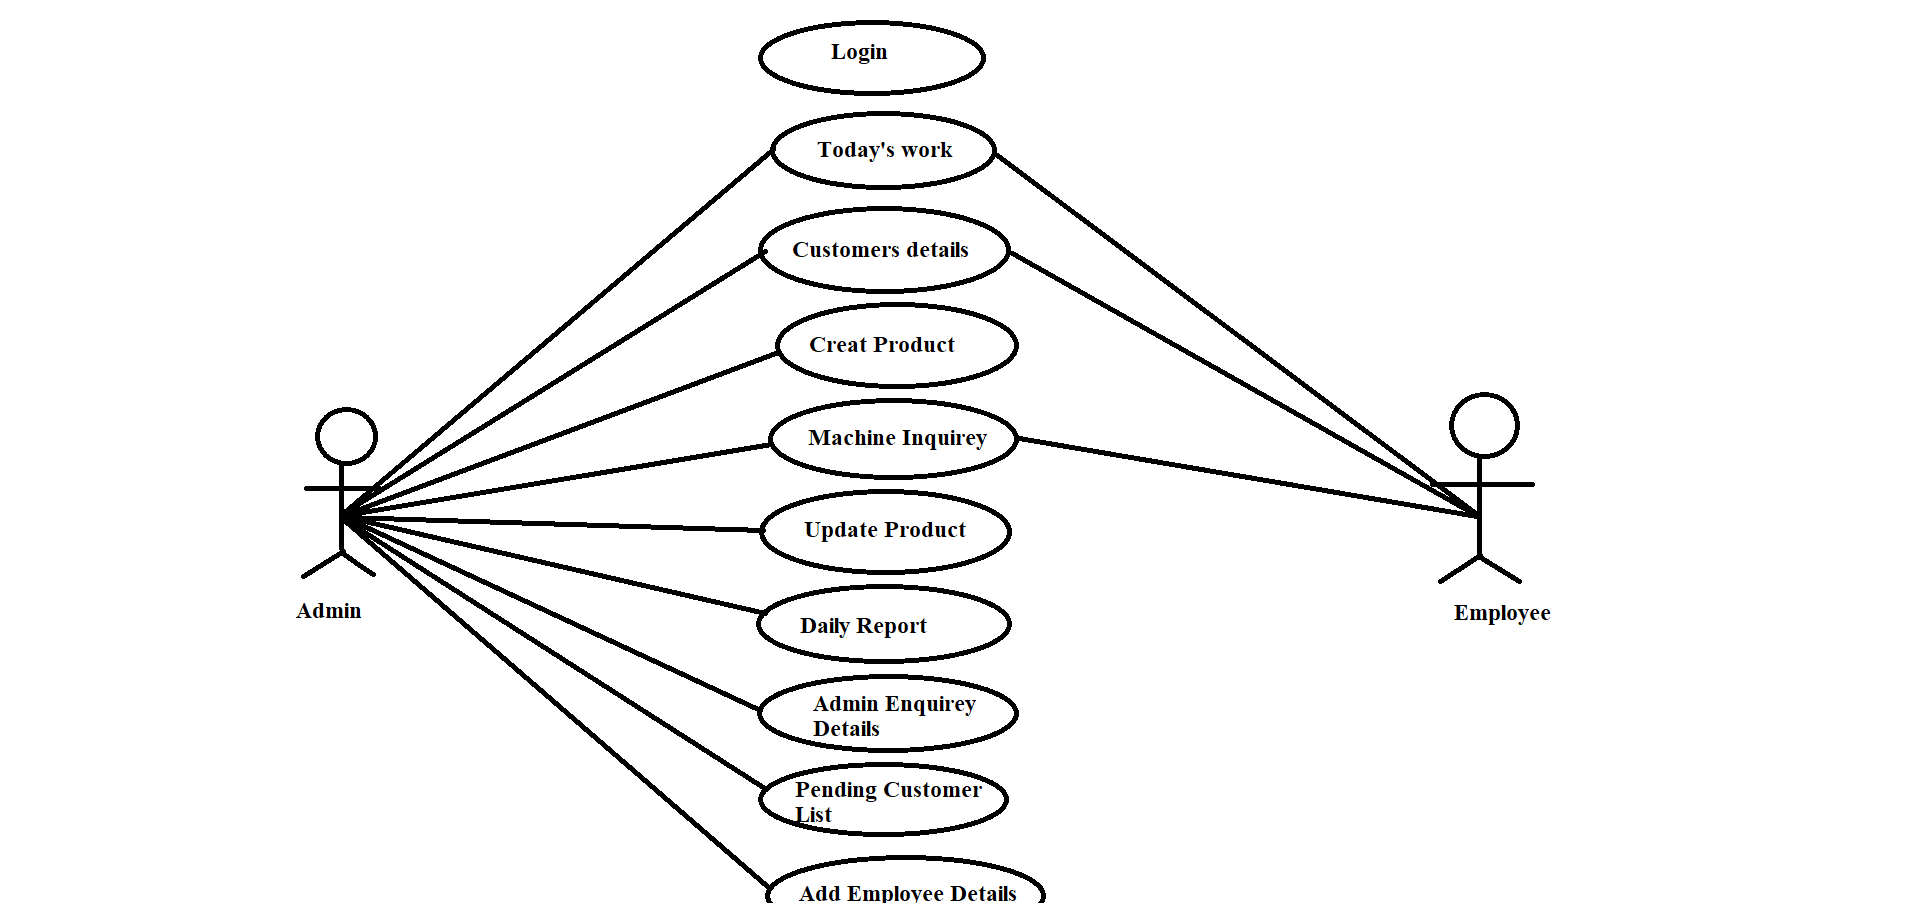 Login
Today's work
Customers details
Creat Product
Machine Inquirey
Update Product
Daily Report
Admin
Employee
Admin Enquirey
Details
Pending Customer
List
Add Employee Details